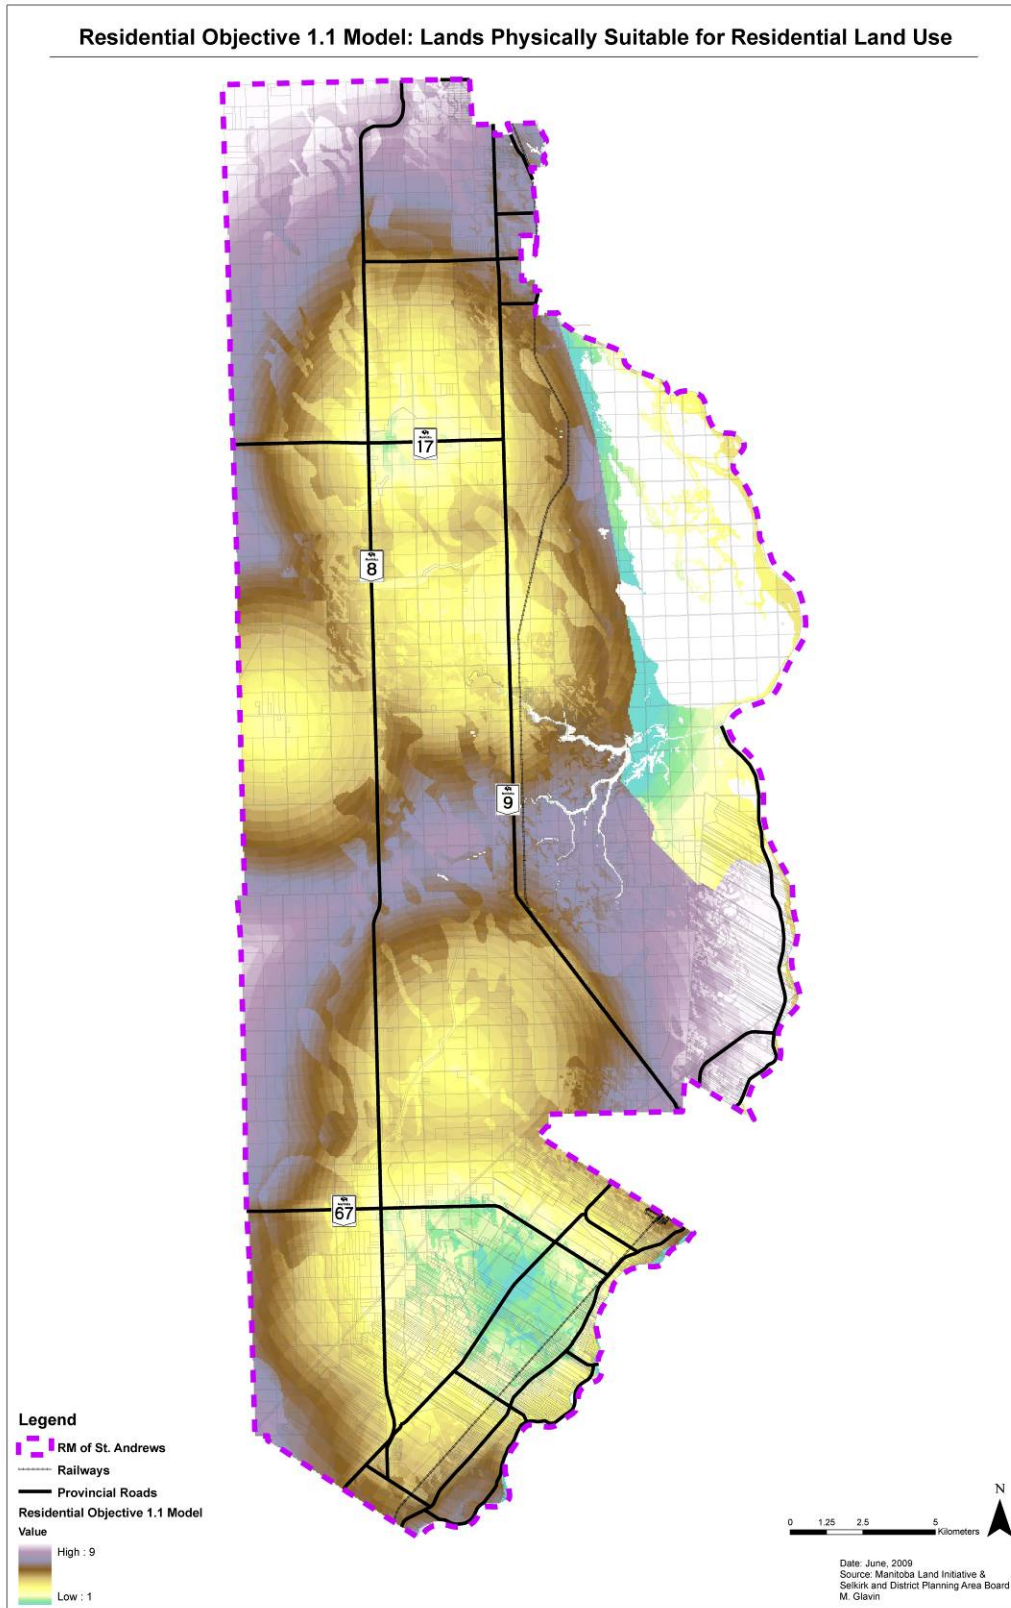 Residential Objective 1.1 Model: Lands Physically Suitable for Residential Land Use
17
8
9
67
Legend
RM of St. Andrews
Railways
Provincial Roads
Residential Objective 1.1 Model
Value
High : 9
Low : 1
N
0 1.25 2.5 5
Kilometers
Date: June, 2009
Source: Manitoba Land Initiative &
Selkirk and District Planning Area Board
M. Glavin